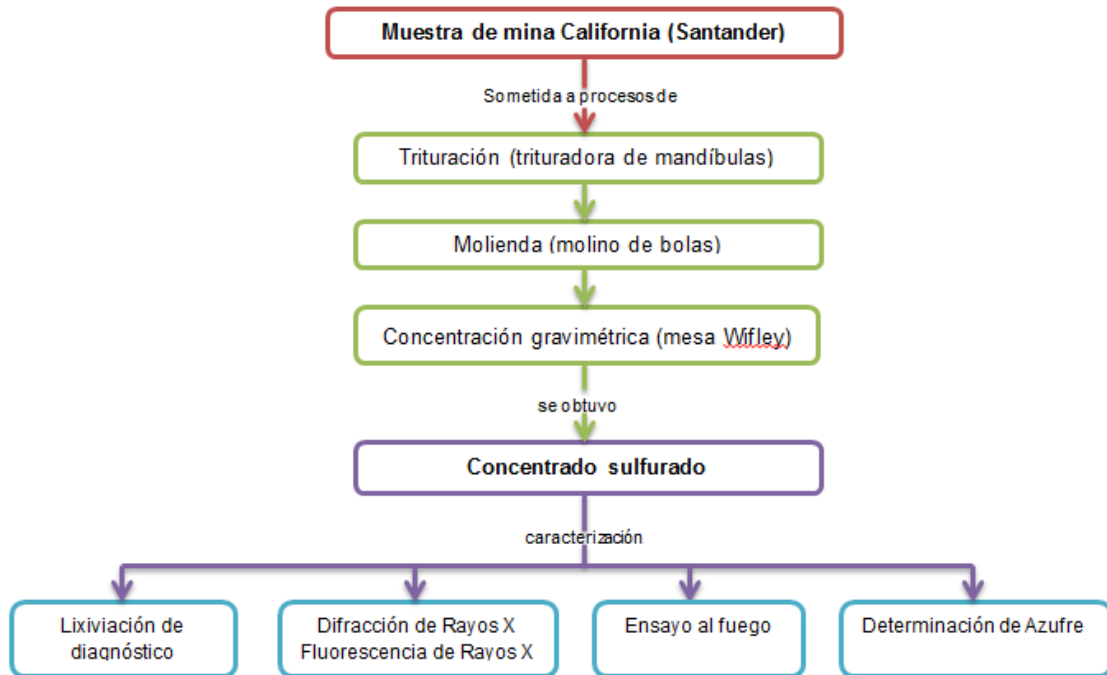 Muestra de mina California (Santander)
Sometida a procesos de
Trituración (trituradora de mandíbulas)
Molienda (molino de bolas)
Concentración gravimétrica (mesa Wifley)
se obtuvo
Concentrado sulfurado
caracterización
Lixiviación de
diagnóstico
Difracción de Rayos X
Fluorescencia de Rayos X
Ensayo al fuego
Determinación de Azufre